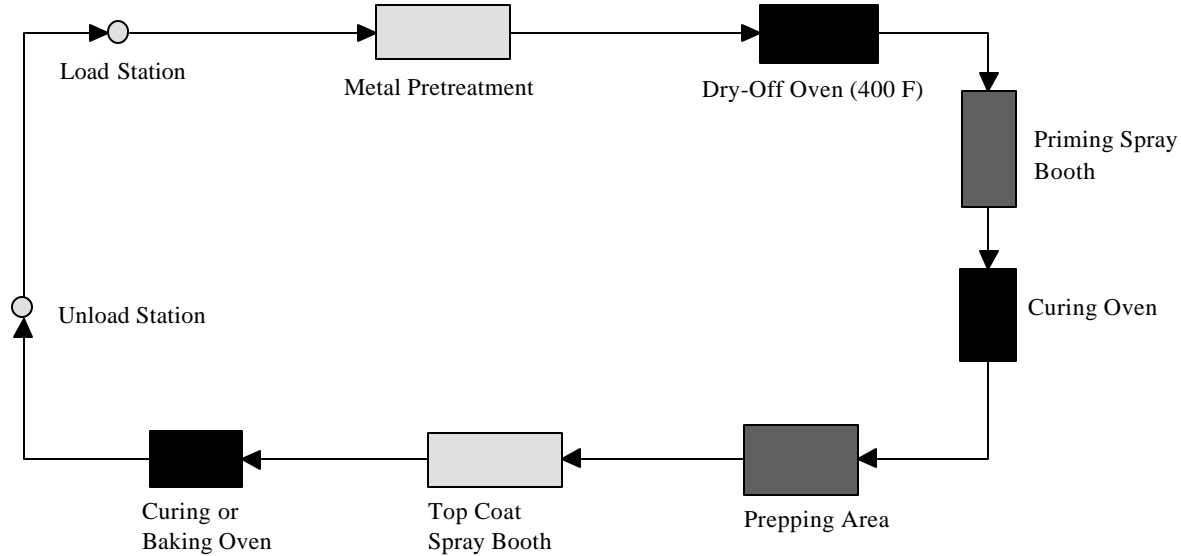 Load Station
Metal Pretreatment
Dry-Off Oven (400 F)
Priming Spray
Booth
Curing Oven
Unload Station
Curing or
Baking Oven
Top Coat
Spray Booth
Prepping Area